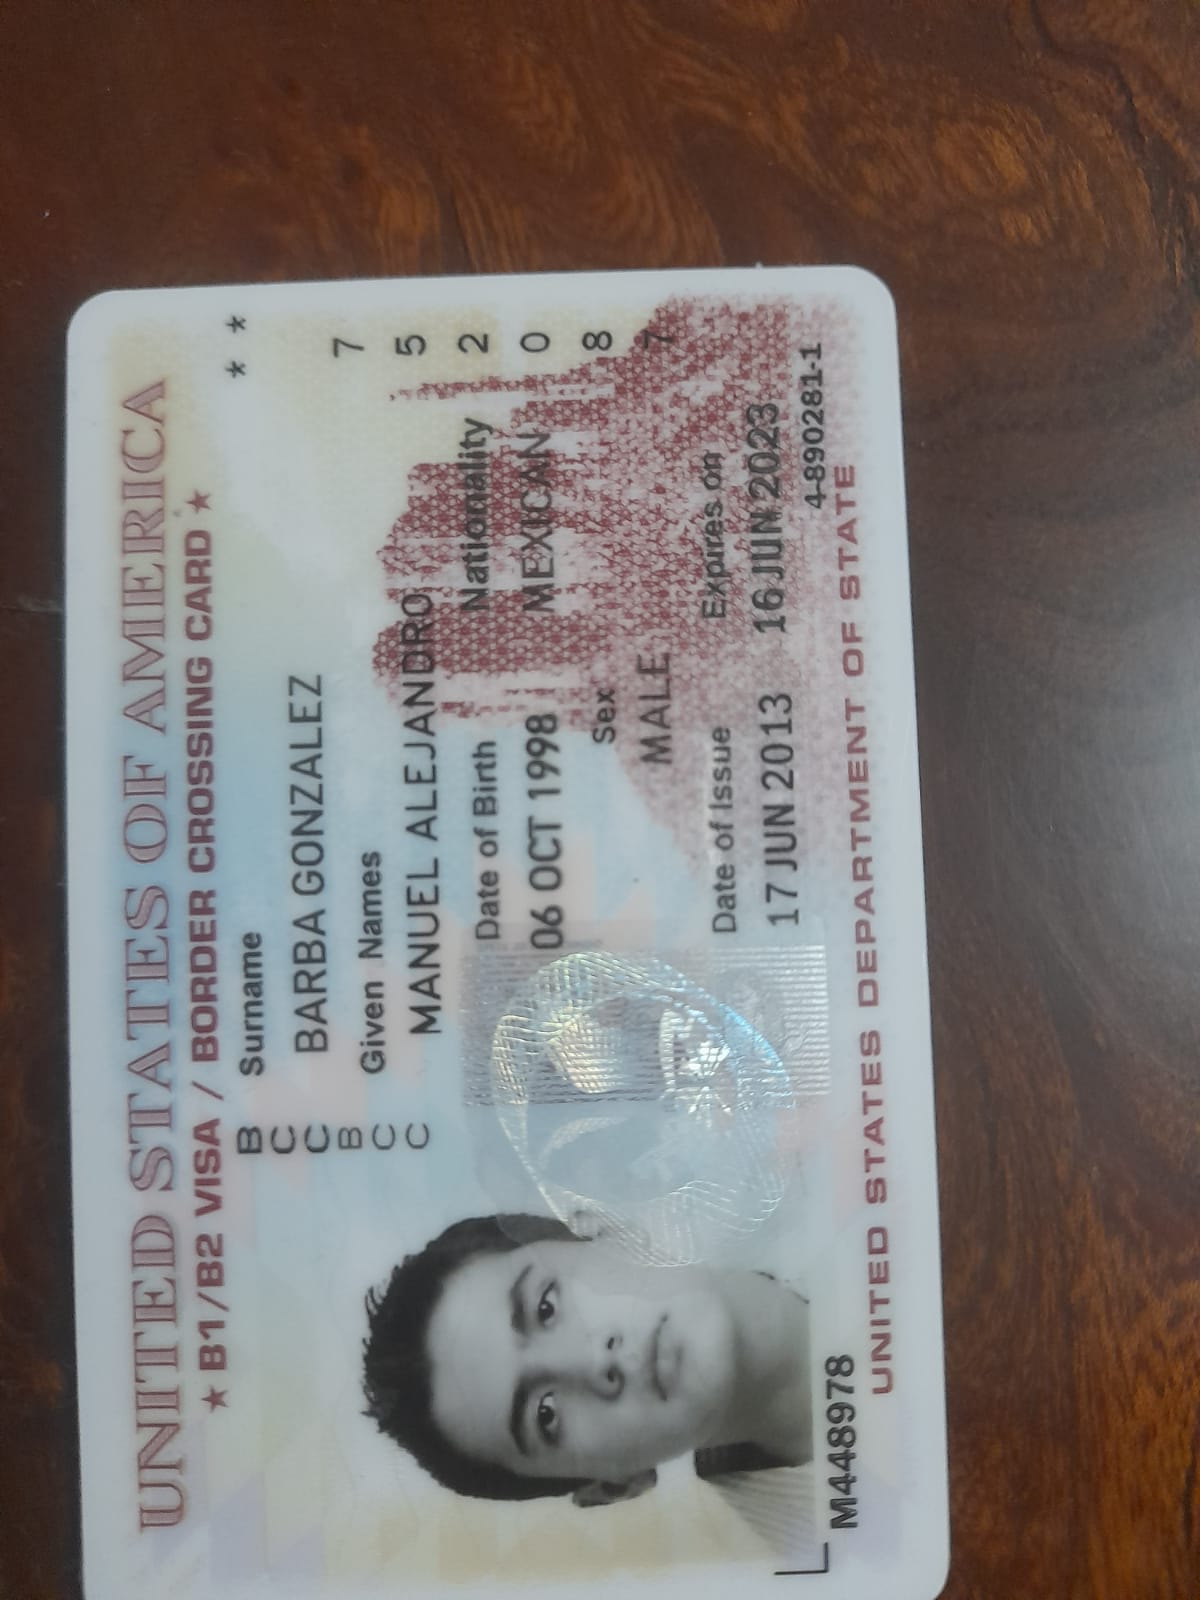 UNITED STATES OF AMERICA
★ B1/B2 VISA / BORDER CROSSING CARD ★
* *
B
C
C
B
C
C
Surname
BARBA GONZALEZ
Given Names
MANUEL ALEJANDRO
Date of Birth
06 OCT 1998
Nationality
MEXICAN
Sex
MALE
Date of Issue
17 JUN 2013
Expires on
16 JUN 2023
7
5
2
0
8
7
4-890281-1
M448978
UNITED STATES DEPARTMENT OF STATE